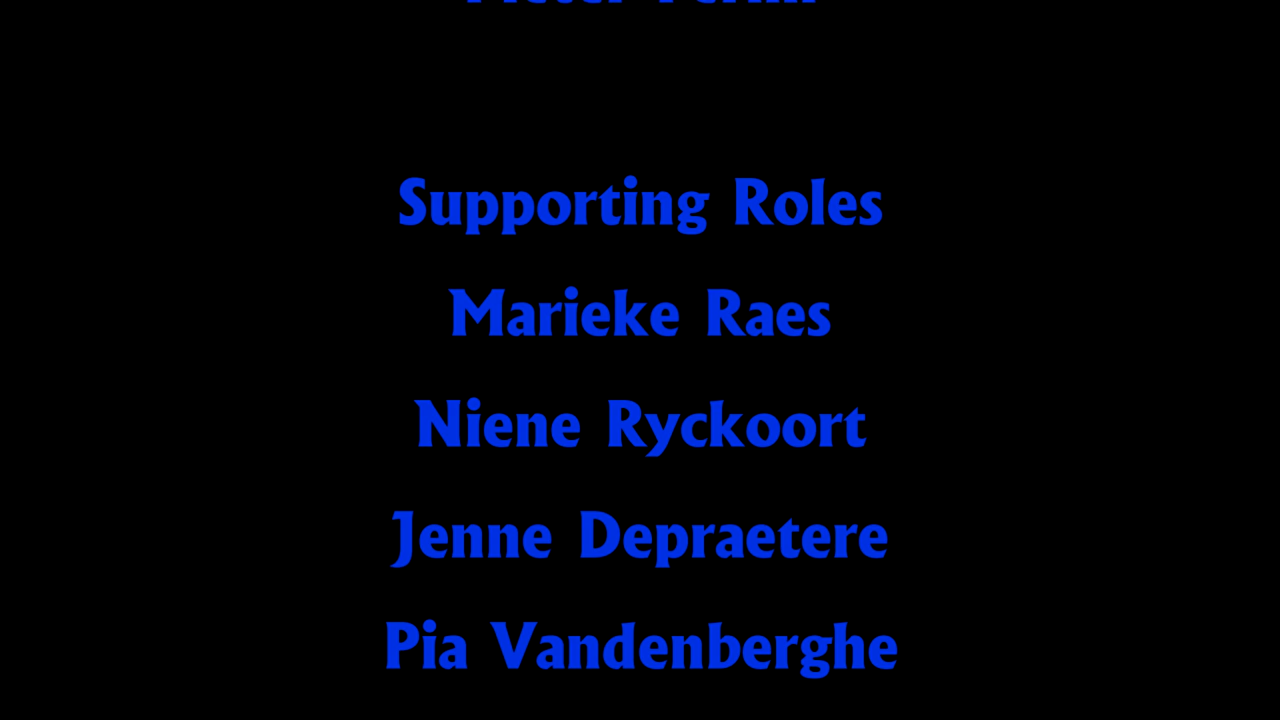 Supporting Roles
Marieke Raes
Niene Ryckoort
Jenne Depraetere
Pia Vandenberghe